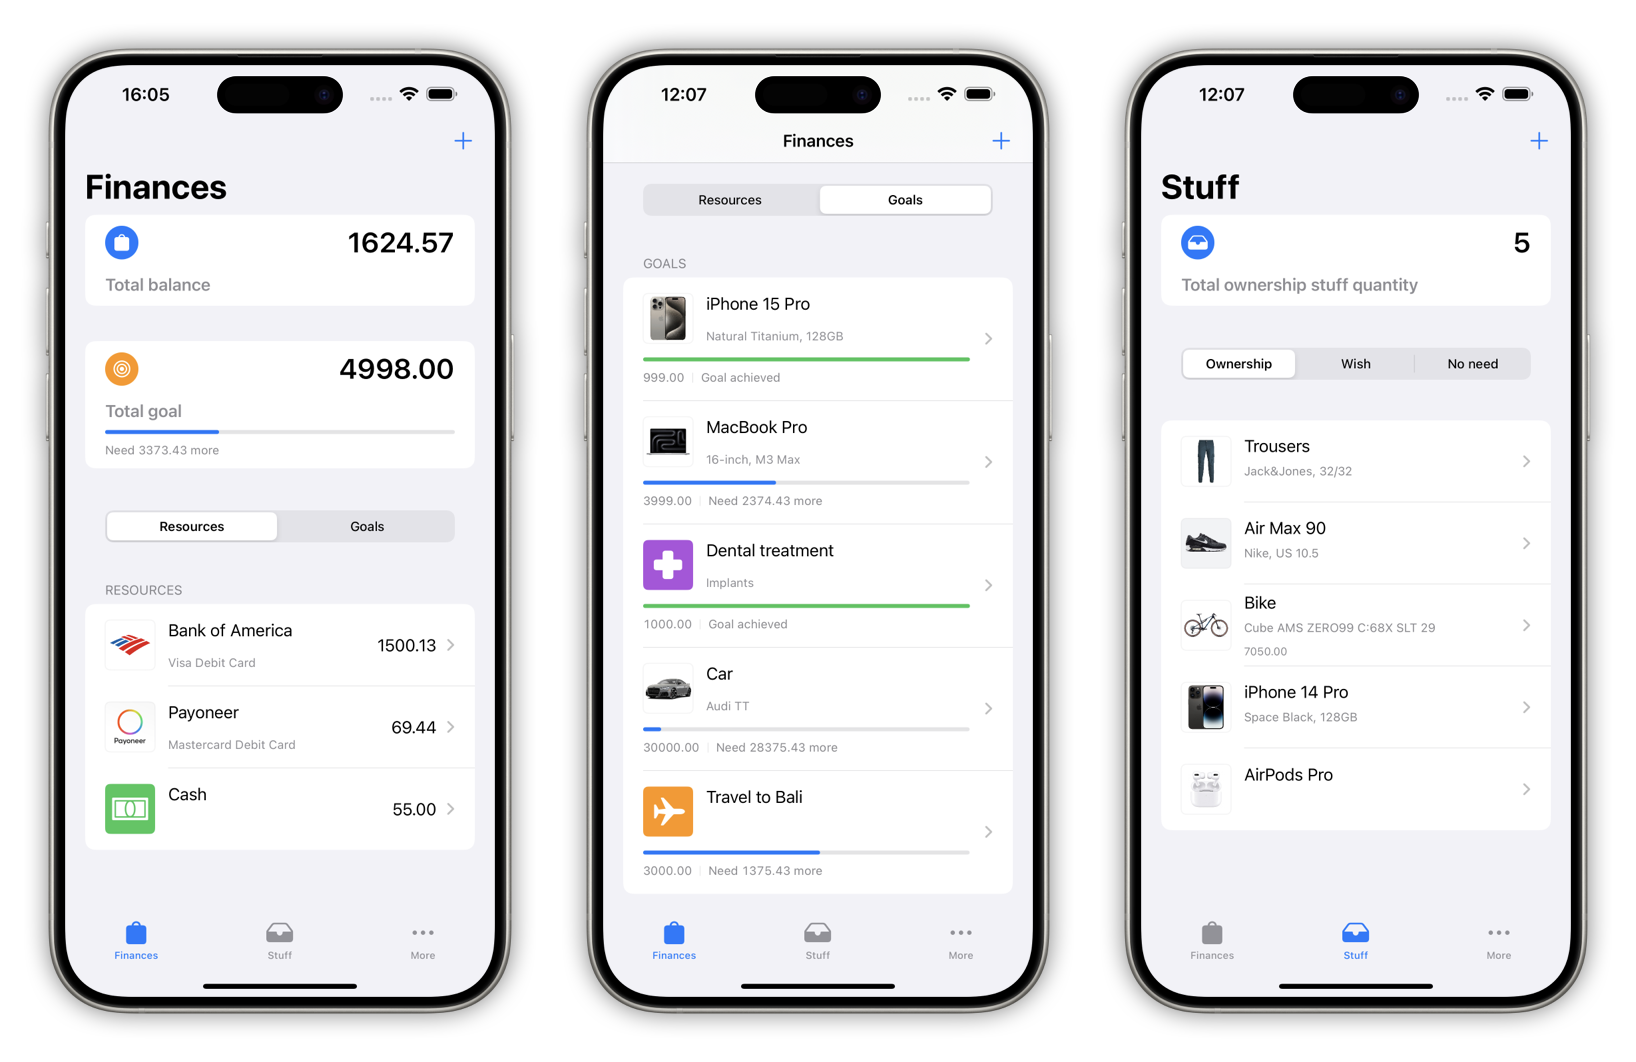 16:05
Finances
1624.57
Total balance
4998.00
Total goal
Need 3373.43 more
Resources
Goals
RESOURCES
Bank of America
Visa Debit Card
1500.13
Payoneer
Payoneer
Mastercard Debit Card
69.44
Cash
55.00
Finances
Stuff
More
12:07
Finances
Resources
Goals
GOALS
iPhone 15 Pro
Natural Titanium, 128GB
999.00 Goal achieved
MacBook Pro
16-inch, M3 Max
3999.00 Need 2374.43 more
Dental treatment
Implants
1000.00 Goal achieved
Car
Audi TT
30000.00 Need 28375.43 more
Travel to Bali
3000.00 Need 1375.43 more
Finances
Stuff
More
12:07
Stuff
5
Total ownership stuff quantity
Ownership
Wish
No need
Trousers
Jack&Jones, 32/32
Air Max 90
Nike, US 10.5
Bike
Cube AMS ZERO99 C:68X SLT 29
7050.00
iPhone 14 Pro
Space Black, 128GB
AirPods Pro
Finances
Stuff
More